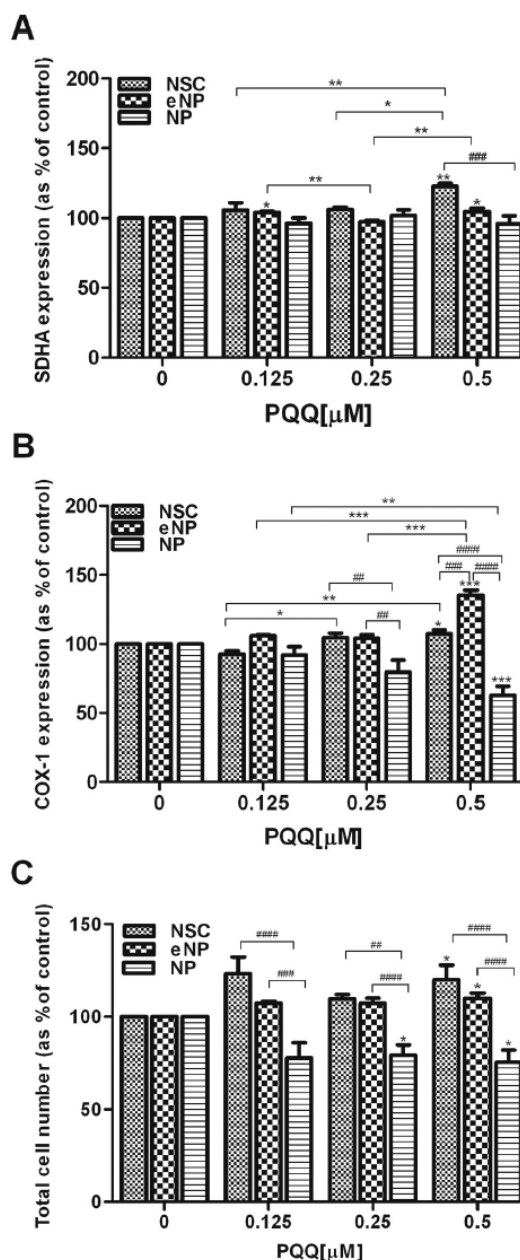 A
SDHA expression (as % of control)
200
150
100
50
0
NSC
eNP
NP
**
*
**
###
**
**
*
*
0 0.125 0.25 0.5
PQQ[μM]
B
COX-1 expression (as % of control)
200
150
100
50
0
NSC
eNP
NP
**
***
***
####
##
### ####
**
***
*
##
*
***
0 0.125 0.25 0.5
PQQ[μM]
C
Total cell number (as % of control)
150
100
50
0
NSC
eNP
NP
####
##
####
###
####
####
*
*
*
*
0 0.125 0.25 0.5
PQQ[μM]